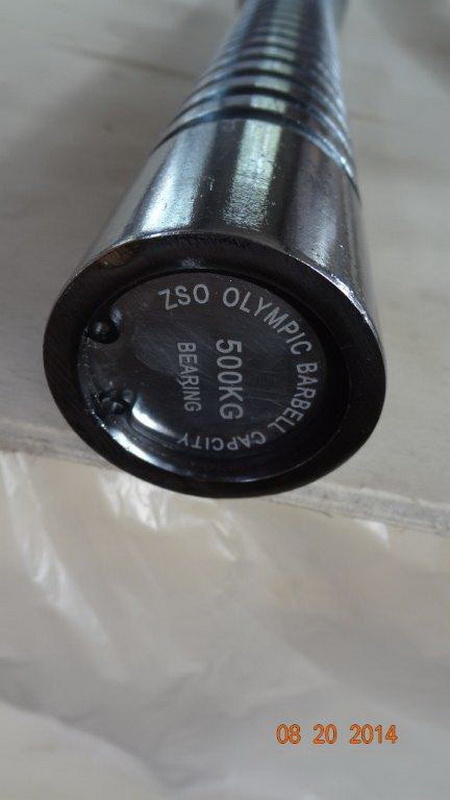 ZSO OLYMPIC BARBELL CAPCITY
500KG
BEARING
08 20 2014